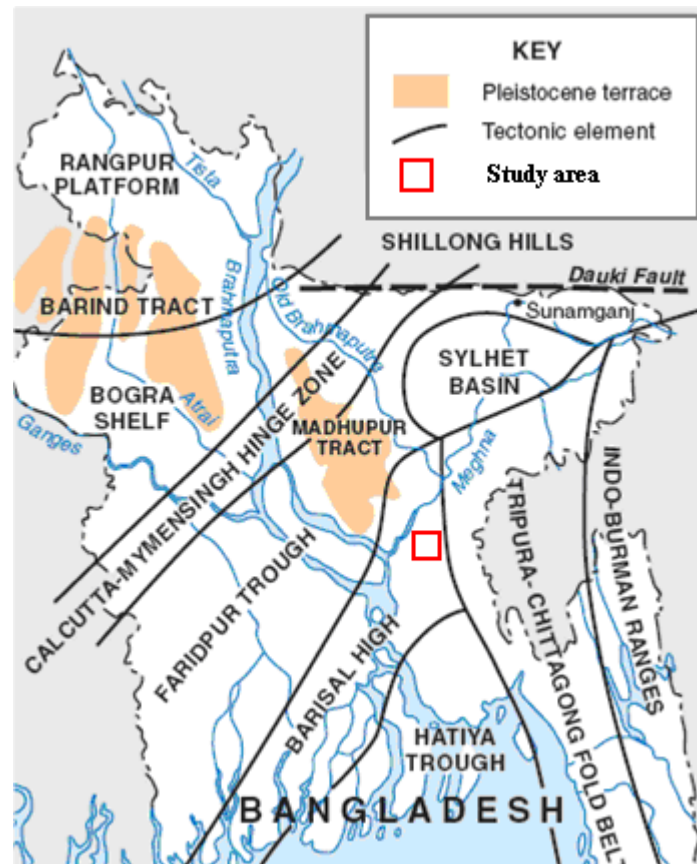 KEY
Pleistocene terrace
Tectonic element
Study area
RANGPUR
PLATFORM
Tista
SHILLONG HILLS
Dauki Fault
BARIND TRACT
Brahmaputra
Old Brahmaputra
Sunamganj
SYLHET
BASIN
BOGRA
SHELF
Atrai
Ganges
MADHUPUR
TRACT
Meghna
CALCUTTA-MYMENSINGH HINGE ZONE
FARIDPUR TROUGH
BARISAL HIGH
TRIPURA-CHITTAGONG FOLD BEL
INDO-BURMAN RANGES
HATIYA
TROUGH
BANGLADESH